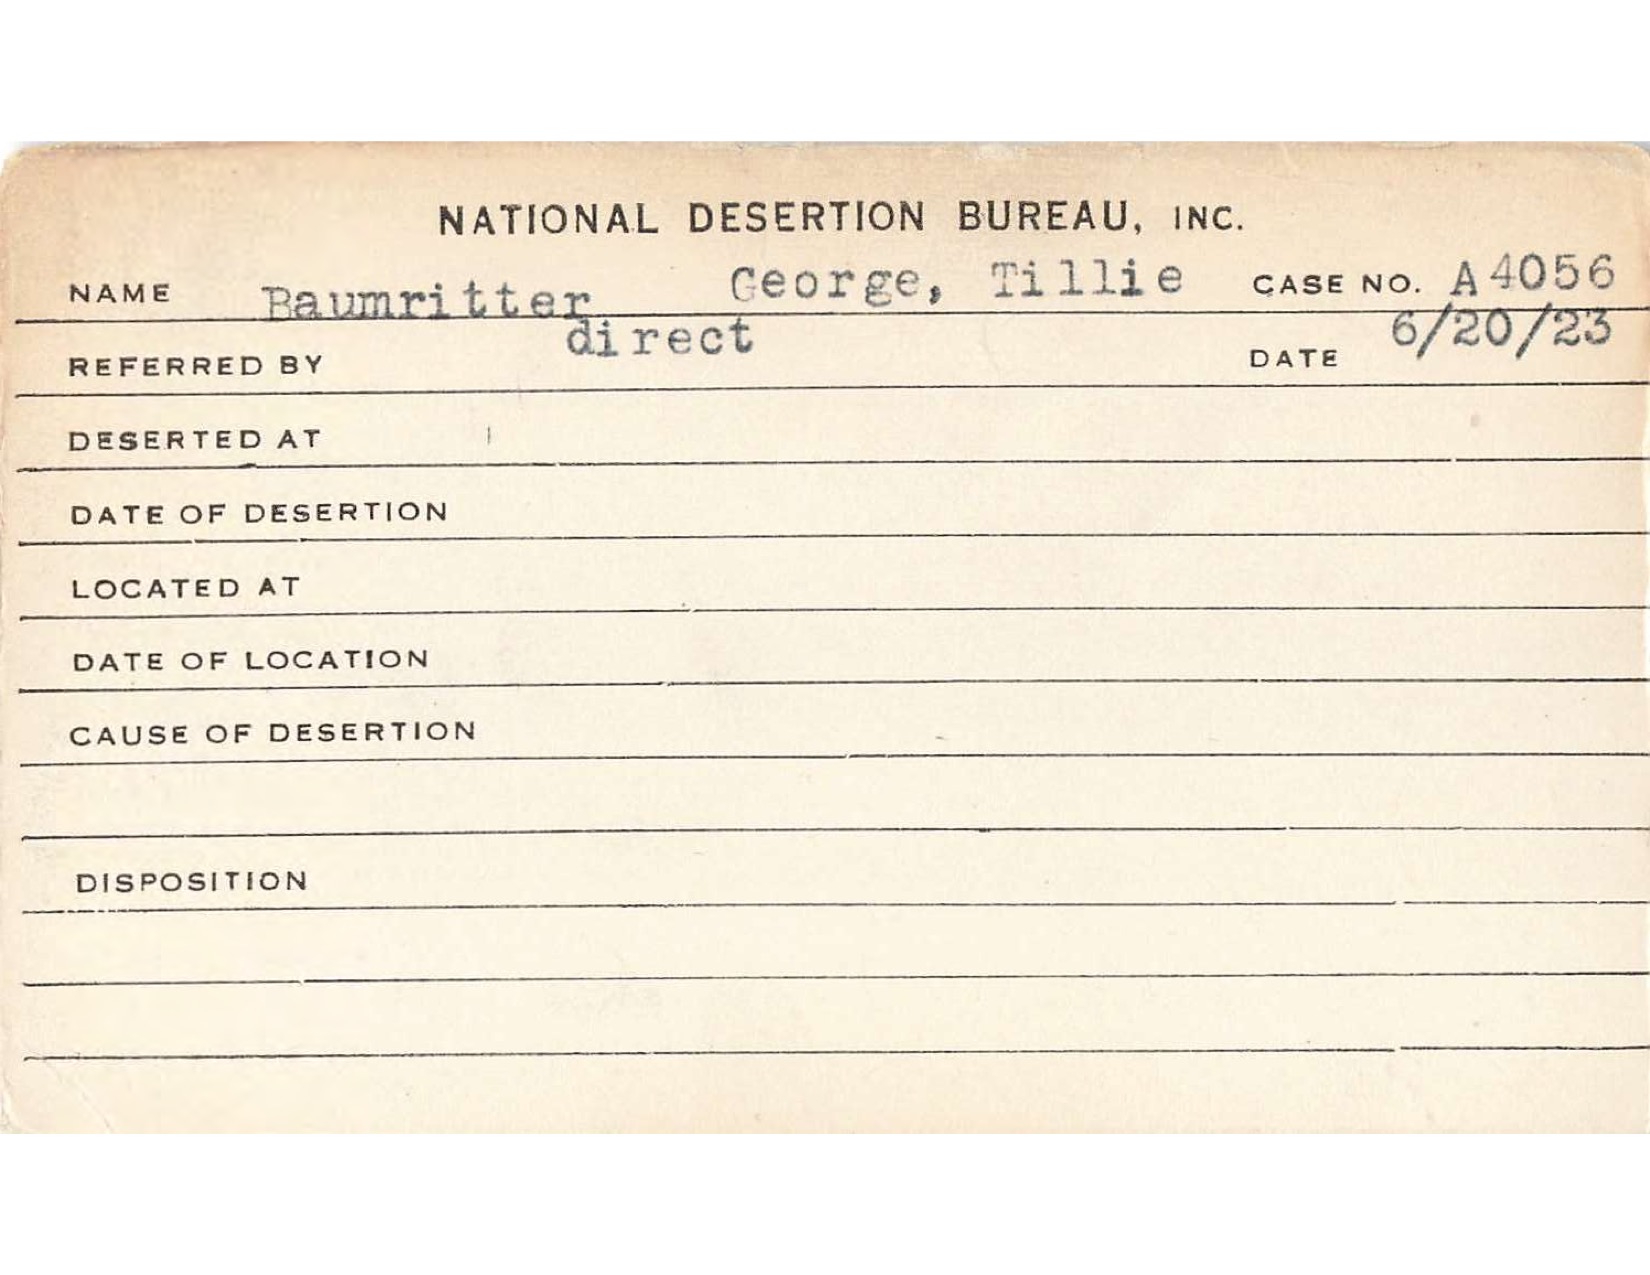 NATIONAL DESERTION BUREAU, INC.
NAME Baumritter George, Tillie CASE NO. A4056
REFERRED BY direct DATE 6/20/23
DESERTED AT
DATE OF DESERTION
LOCATED AT
DATE OF LOCATION
CAUSE OF DESERTION
DISPOSITION